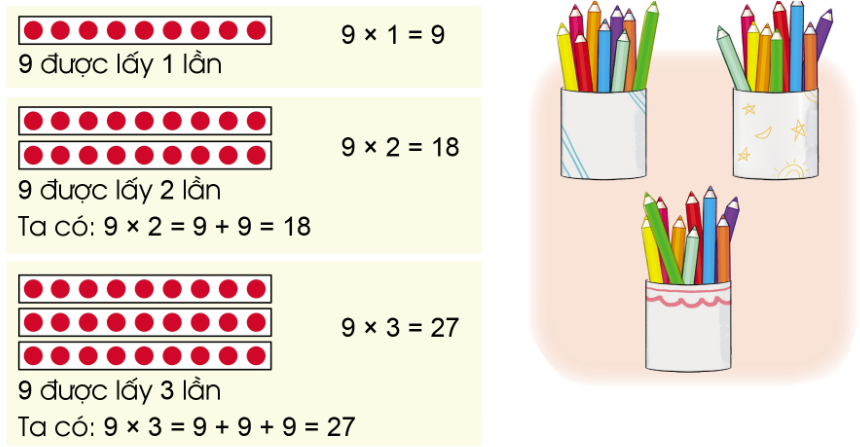 9 × 1 = 9
9 được lấy 1 lần
9 × 2 = 18
9 được lấy 2 lần
Ta có: 9 × 2 = 9 + 9 = 18
9 × 3 = 27
9 được lấy 3 lần
Ta có: 9 × 3 = 9 + 9 + 9 = 27